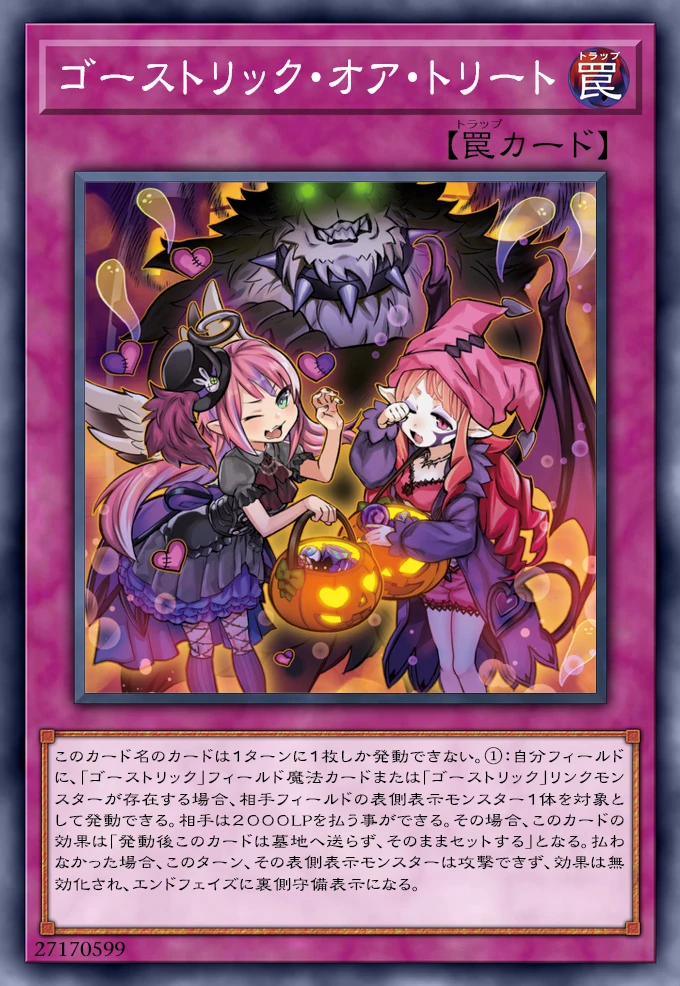 ゴーストリック・オア・トリート
トラップ
罠
トラップ
【罠カード】
このカード名のカードは1ターンに1枚しか発動できない。①:自分フィールド
に、「ゴーストリック」フィールド魔法カードまたは「ゴーストリック」リンクモン
スターが存在する場合、相手フィールドの表側表示モンスター1体を対象と
して発動できる。相手は2000LPを払う事ができる。その場合、このカードの
効果は「発動後このカードは墓地へ送らず、そのままセットする」となる。払わ
なかった場合、このターン、その表側表示モンスターは攻撃できず、効果は無
効化され、エンドフェイズに裏側守備表示になる。
27170599